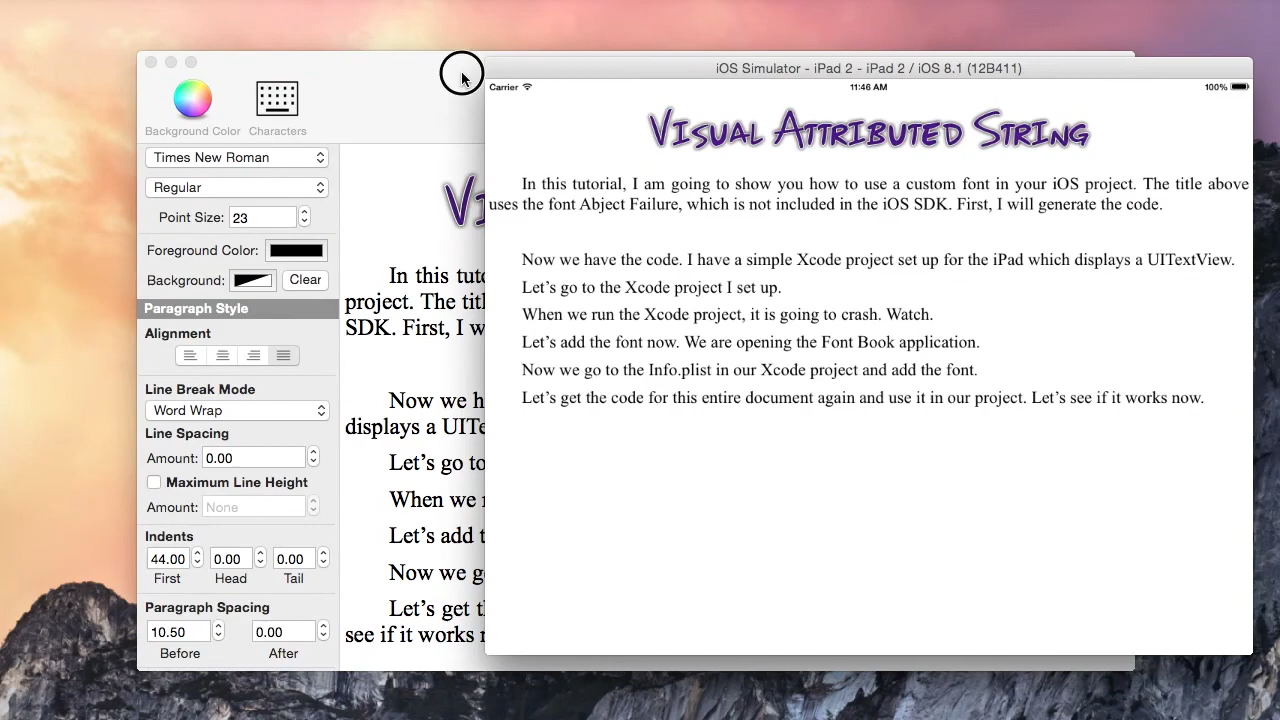 iOS Simulator - iPad 2 - iPad 2 / iOS 8.1 (12B411)
Carrier
11:46 AM
100%
Background Color
Characters
Times New Roman
Regular
Point Size: 23
Foreground Color:
Background:
Clear
Paragraph Style
Alignment
Line Break Mode
Word Wrap
Line Spacing
Amount: 0.00
Maximum Line Height
Amount: None
Indents
44.00 0.00 0.00
First Head Tail
Paragraph Spacing
10.50 0.00
Before After
In this tuto
project. The titl
SDK. First, I w
Now we h
displays a UITe
Let’s go to
When we
Let’s add t
Now we g
Let’s get t
see if it works
Visual Attributed String
In this tutorial, I am going to show you how to use a custom font in your iOS project. The title above
uses the font Abject Failure, which is not included in the iOS SDK. First, I will generate the code.
Now we have the code. I have a simple Xcode project set up for the iPad which displays a UITextView.
Let’s go to the Xcode project I set up.
When we run the Xcode project, it is going to crash. Watch.
Let’s add the font now. We are opening the Font Book application.
Now we go to the Info.plist in our Xcode project and add the font.
Let’s get the code for this entire document again and use it in our project. Let’s see if it works now.